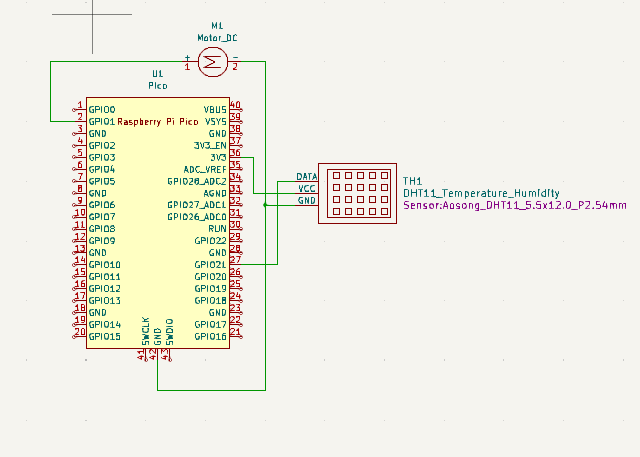 M1
Motor_DC
+
1
-
2
U1
Pico
Raspberry Pi Pico
1 GPIO0
2 GPIO1
3 GND
4 GPIO2
5 GPIO3
6 GPIO4
7 GPIO5
8 GND
9 GPIO6
10 GPIO7
11 GPIO8
12 GPIO9
13 GND
14 GPIO10
15 GPIO11
16 GPIO12
17 GPIO13
18 GND
19 GPIO14
20 GPIO15
VBUS 40
VSYS 39
GND 38
3V3_EN 37
3V3 36
ADC_VREF 35
GPIO28_ADC2 34
AGND 33
GPIO27_ADC1 32
GPIO26_ADC0 31
RUN 30
GPIO22 29
GND 28
GPIO21 27
GPIO20 26
GPIO19 25
GPIO18 24
GND 23
GPIO17 22
GPIO16 21
SWCLK 41
GND 42
SWDIO 43
DATA
VCC
GND
TH1
DHT11_Temperature_Humidity
Sensor:Aosong_DHT11_5.5x12.0_P2.54mm